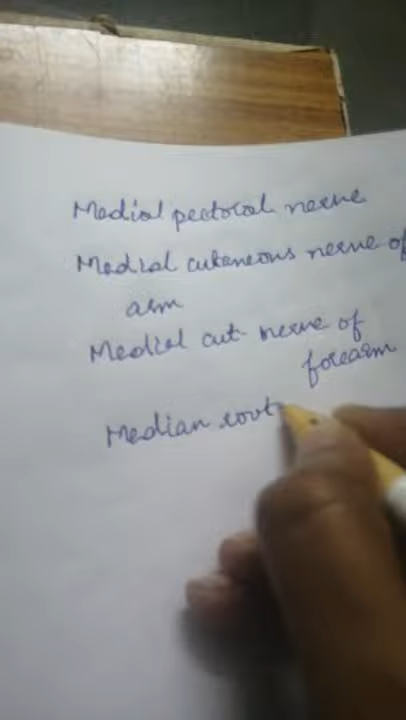 Medial pectoral nerve
Medial cutaneous nerve of
arm
Medial cut. nerve of
forearm
Median root